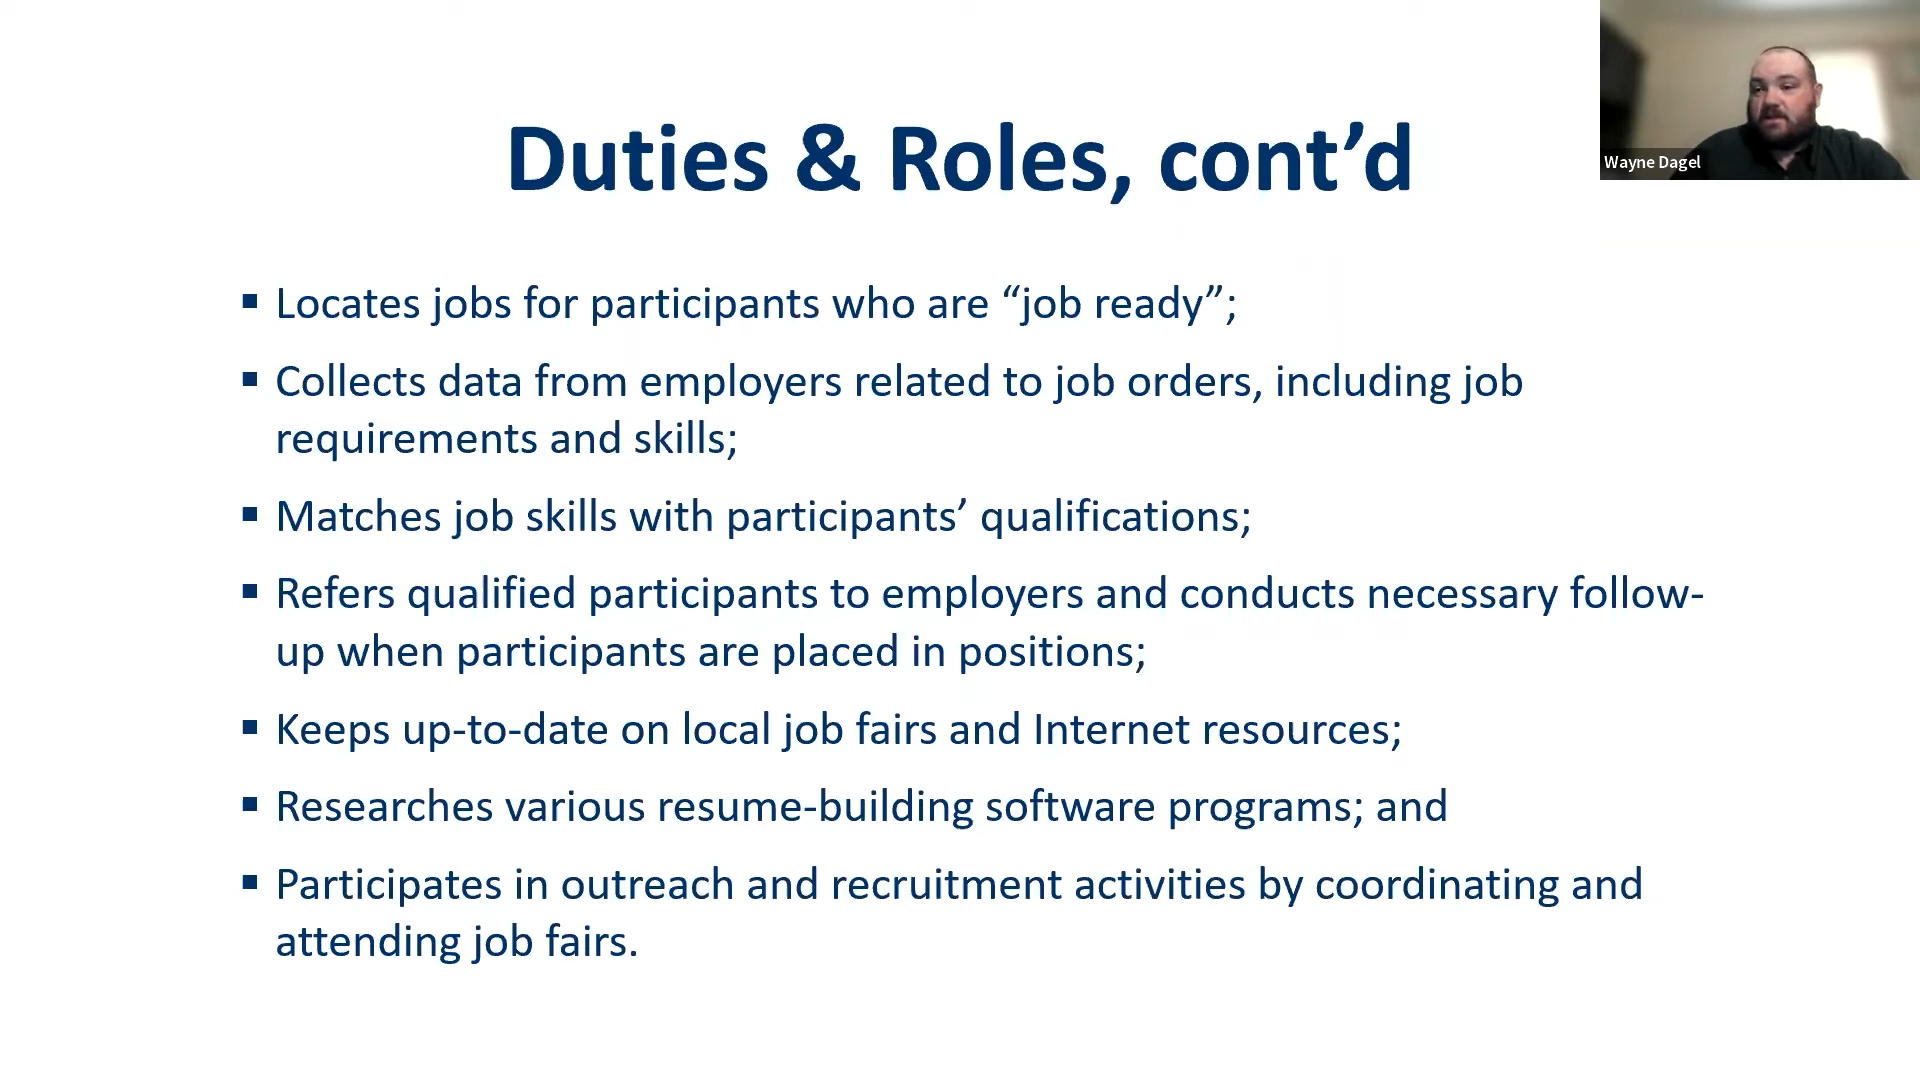 Duties & Roles, cont’d
Wayne Dagel
▪ Locates jobs for participants who are “job ready”;
▪ Collects data from employers related to job orders, including job
requirements and skills;
▪ Matches job skills with participants’ qualifications;
▪ Refers qualified participants to employers and conducts necessary follow-
up when participants are placed in positions;
▪ Keeps up-to-date on local job fairs and Internet resources;
▪ Researches various resume-building software programs; and
▪ Participates in outreach and recruitment activities by coordinating and
attending job fairs.